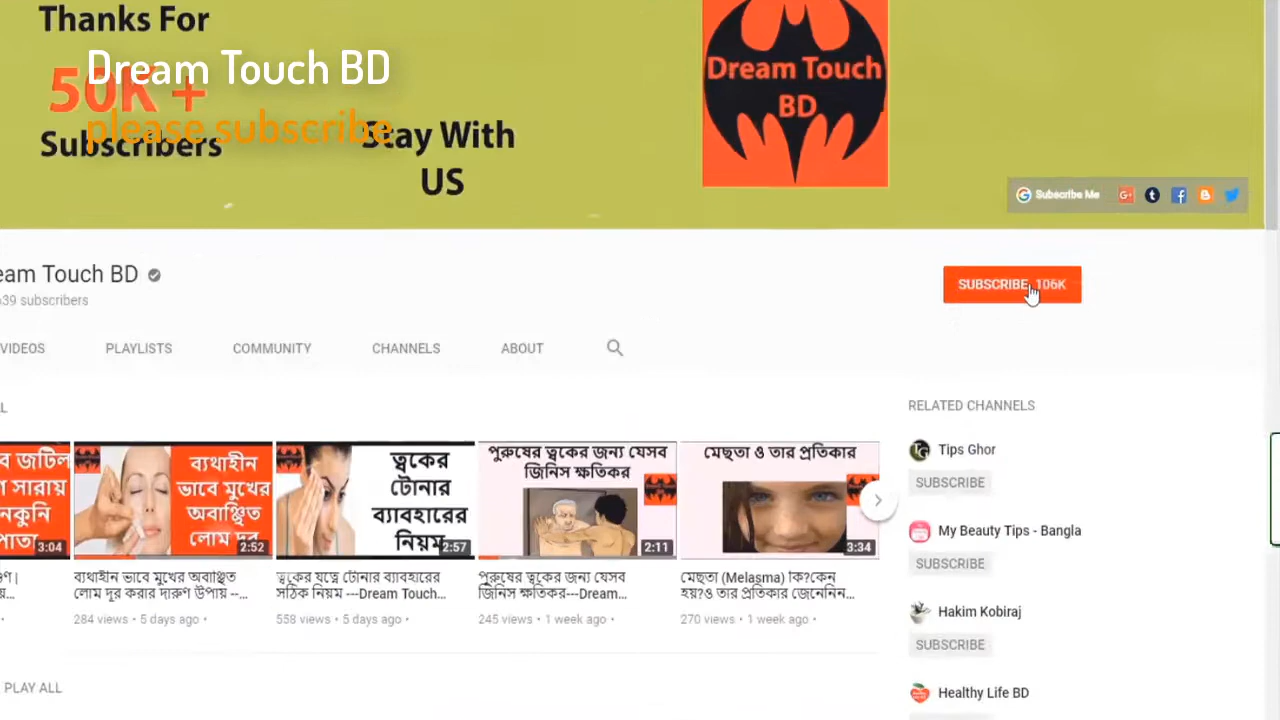 Thanks For
50K +
Subscribers
Stay With
US
Dream Touch BD
please subscribe
Dream Touch
BD
Subscribe Me
eam Touch BD
39 subscribers
SUBSCRIBE 106K
VIDEOS
PLAYLISTS
COMMUNITY
CHANNELS
ABOUT
L
RELATED CHANNELS
Tips Ghor
SUBSCRIBE
My Beauty Tips - Bangla
SUBSCRIBE
Hakim Kobiraj
SUBSCRIBE
Healthy Life BD
ব জটিল
সারায়
নকুনি
পাতা
3:04
ব্যথাহীন
ভাবে মুখের
অবাঞ্ছিত
লোম দূর
2:52
ত্বকের
টোনার
ব্যাবহারের
নিয়ম
2:57
পুরুষের ত্বকের জন্য যেসব
জিনিস ক্ষতিকর
2:11
মেছতা ও তার প্রতিকার
3:34
ব্যথাহীন ভাবে মুখের অবাঞ্ছিত
লোম দূর করার দারুণ উপায় --...
284 views • 5 days ago •
ত্বকের যত্নে টোনার ব্যাবহারের
সঠিক নিয়ম ---Dream Touch...
558 views • 5 days ago •
পুরুষের ত্বকের জন্য যেসব
জিনিস ক্ষতিকর---Dream...
245 views • 1 week ago •
মেছতা (Melasma) কি?কেন
হয়?ও তার প্রতিকার জেনেনিন...
270 views • 1 week ago •
PLAY ALL